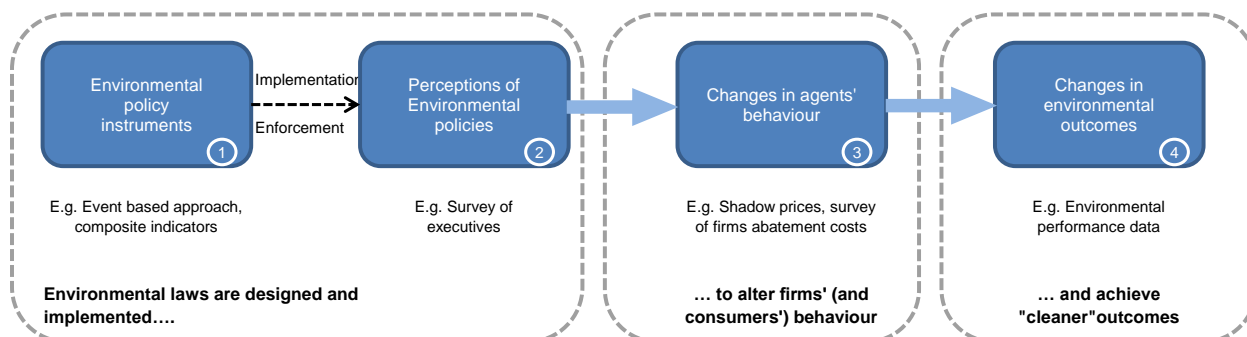 Environmental
policy
instruments
1
Implementation
Enforcement
Perceptions of
Environmental
policies
2
Changes in agents'
behaviour
3
Changes in
environmental
outcomes
4
E.g. Event based approach,
composite indicators
E.g. Survey of
executives
E.g. Shadow prices, survey
of firms abatement costs
E.g. Environmental
performance data
Environmental laws are designed and
implemented….
… to alter firms' (and
consumers') behaviour
… and achieve
"cleaner"outcomes